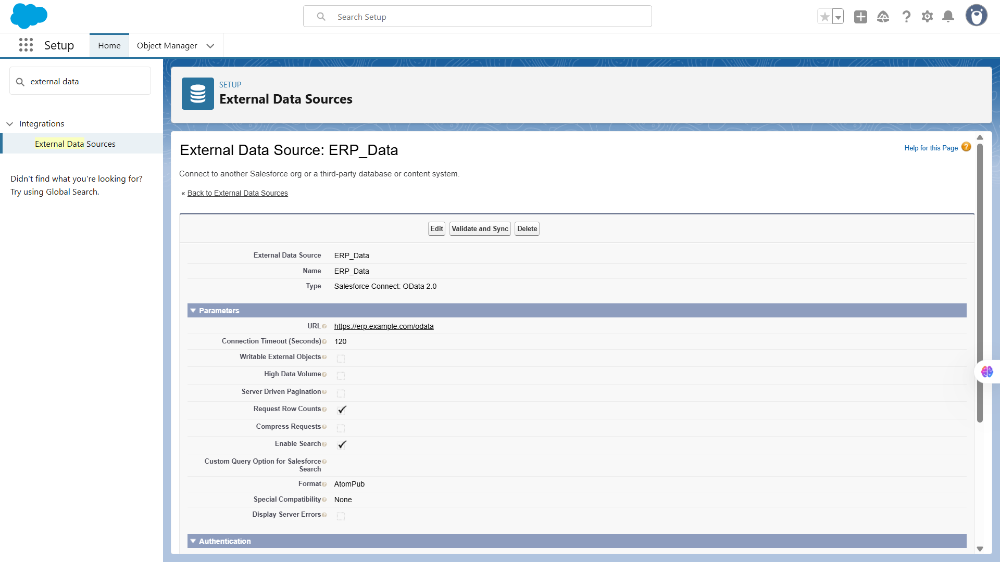 Search Setup
Setup
Home
Object Manager
external data
Integrations
External Data Sources
Didn't find what you're looking for?
Try using Global Search.
SETUP
External Data Sources
External Data Source: ERP_Data
Help for this Page
Connect to another Salesforce org or a third-party database or content system.
« Back to External Data Sources
Edit Validate and Sync Delete
External Data Source ERP_Data
Name ERP_Data
Type Salesforce Connect: OData 2.0
Parameters
URL https://erp.example.com/odata
Connection Timeout (Seconds) 120
Writable External Objects
High Data Volume
Server Driven Pagination
Request Row Counts
Compress Requests
Enable Search
Custom Query Option for Salesforce
Search
Format AtomPub
Special Compatibility None
Display Server Errors
Authentication